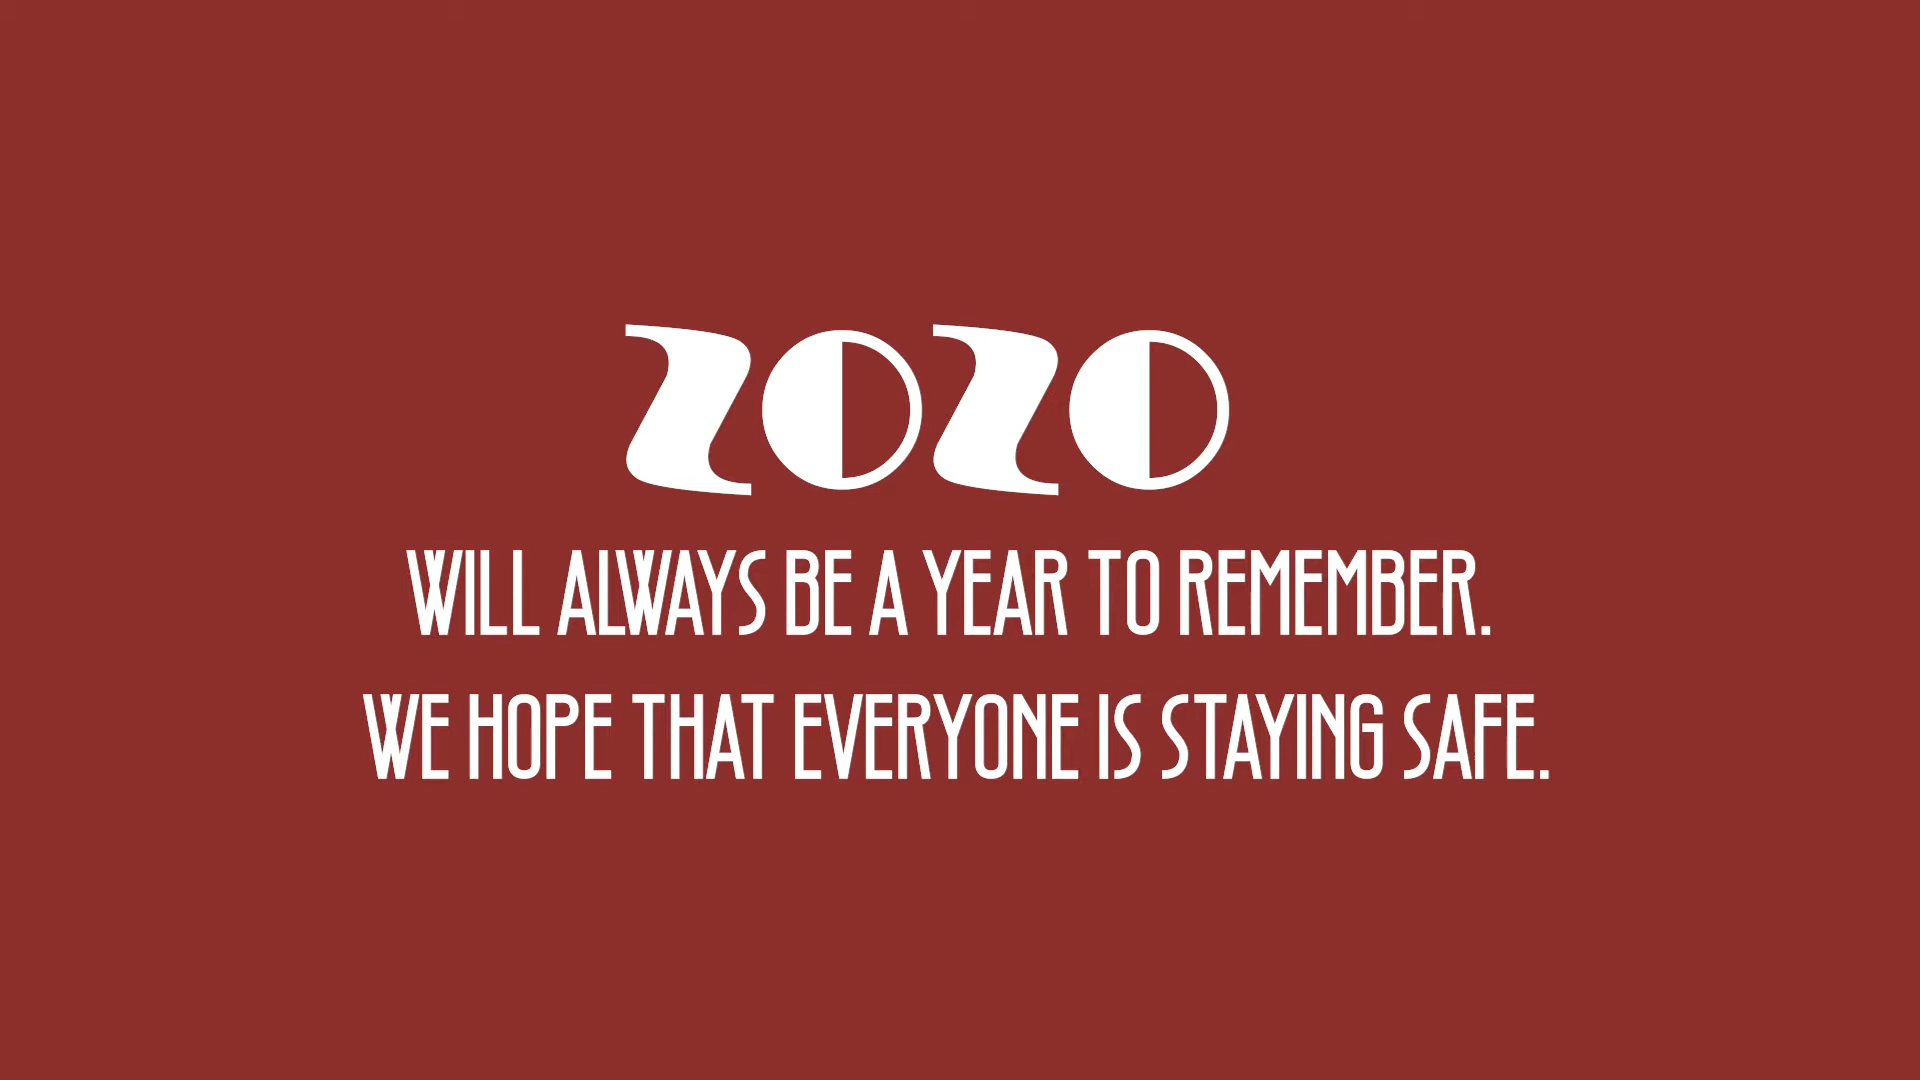 2020
WILL ALWAYS BE A YEAR TO REMEMBER.
WE HOPE THAT EVERYONE IS STAYING SAFE.